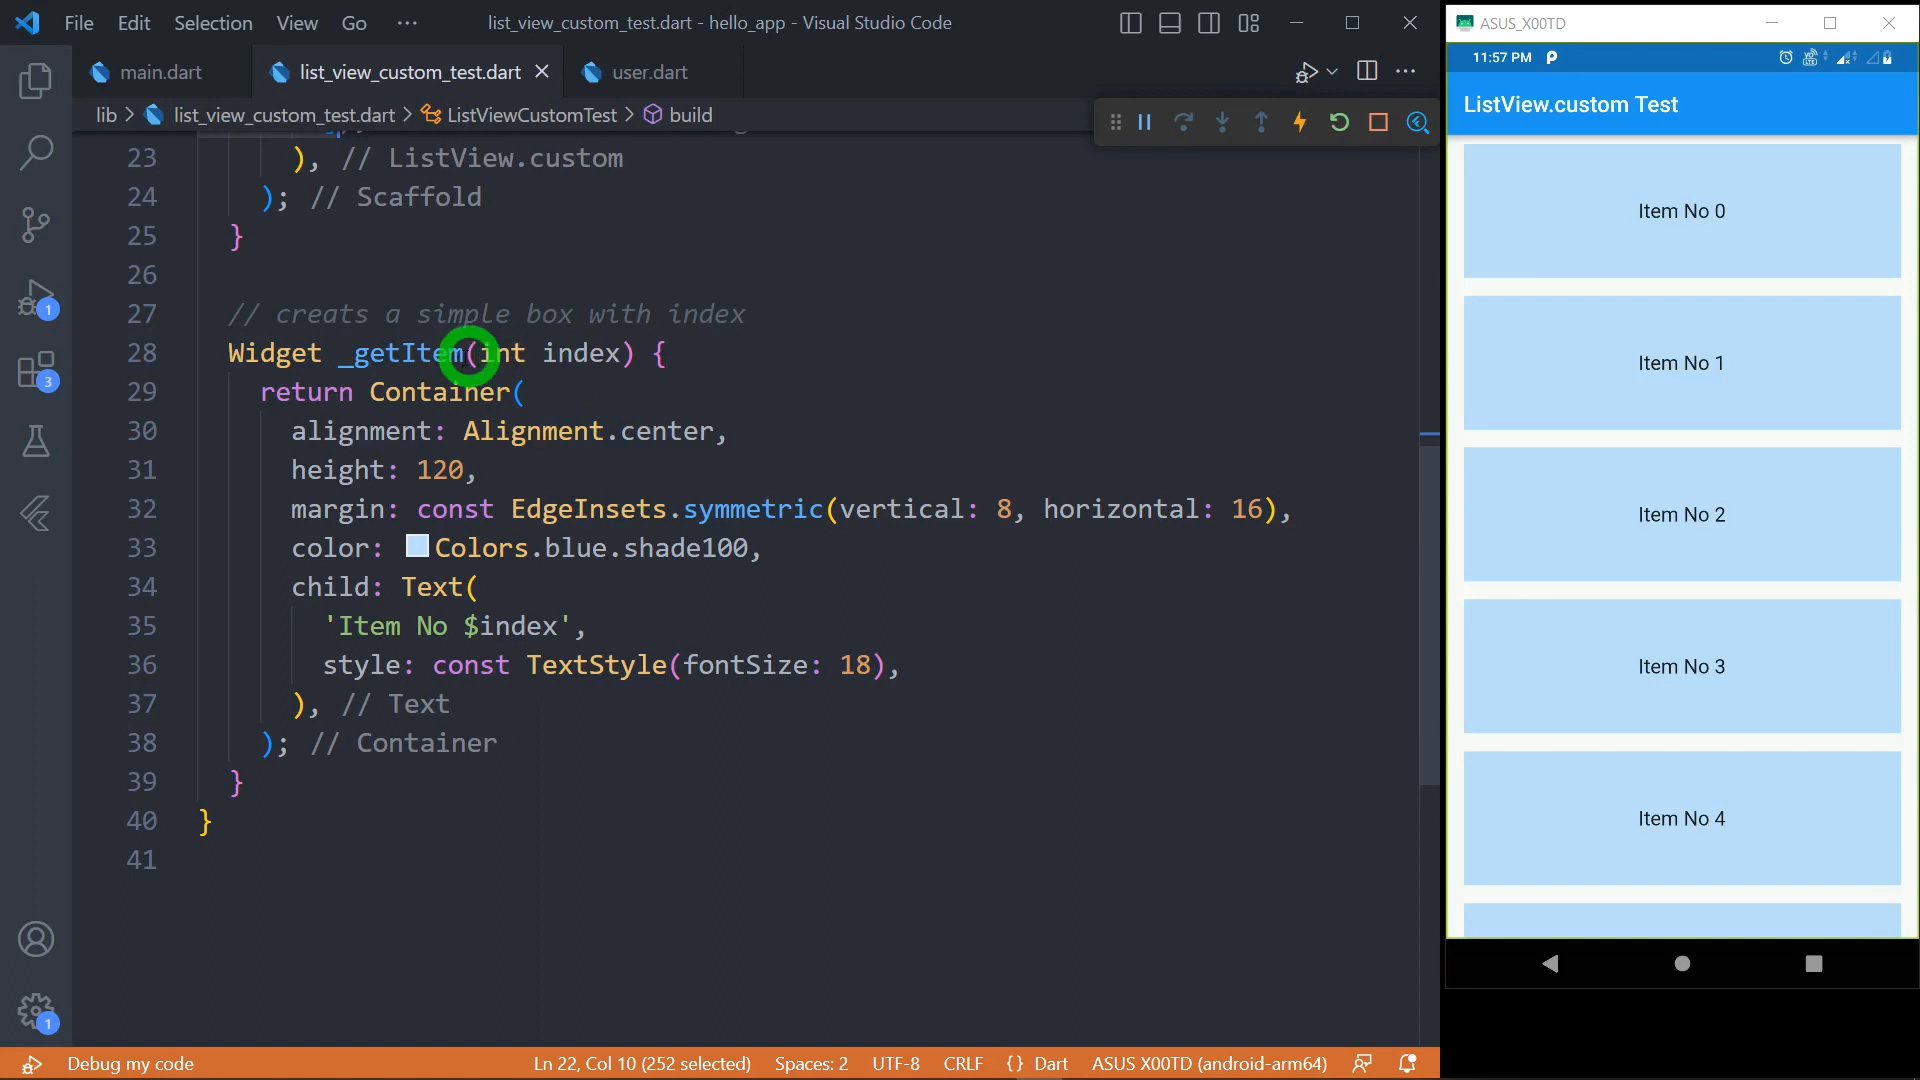 File Edit Selection View Go ··· list_view_custom_test.dart - hello_app - Visual Studio Code
main.dart list_view_custom_test.dart user.dart
lib > list_view_custom_test.dart > ListViewCustomTest > build
23 ), // ListView.custom
24 ); // Scaffold
25 }
26
27 // creats a simple box with index
28 Widget _getItem(int index) {
29 return Container(
30 alignment: Alignment.center,
31 height: 120,
32 margin: const EdgeInsets.symmetric(vertical: 8, horizontal: 16),
33 color: Colors.blue.shade100,
34 child: Text(
35 'Item No $index',
36 style: const TextStyle(fontSize: 18),
37 ), // Text
38 ); // Container
39 }
40 }
41
1
3
1
Debug my code Ln 22, Col 10 (252 selected) Spaces: 2 UTF-8 CRLF {} Dart ASUS X00TD (android-arm64)
ASUS_X00TD
11:57 PM
ListView.custom Test
Item No 0
Item No 1
Item No 2
Item No 3
Item No 4